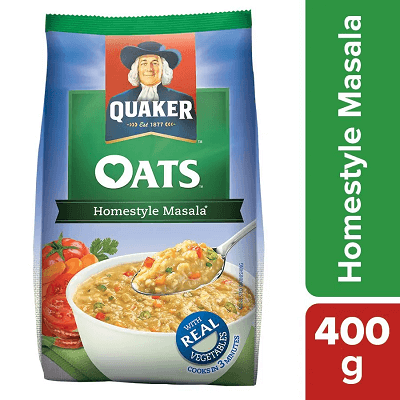 QUAKER
Est 1877
OATS
Homestyle Masala*
WITH
REAL
VEGETABLES
COOKS IN 3 MINUTES
Homestyle Masala
400
g